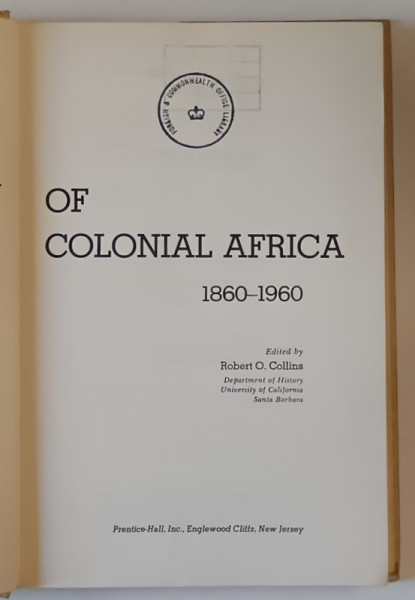 FOREIGN & COMMONWEALTH OFFICE LIBRARY
OF
COLONIAL AFRICA
1860–1960
Edited by
Robert O. Collins
Department of History
University of California
Santa Barbara
Prentice-Hall, Inc., Englewood Cliffs, New Jersey